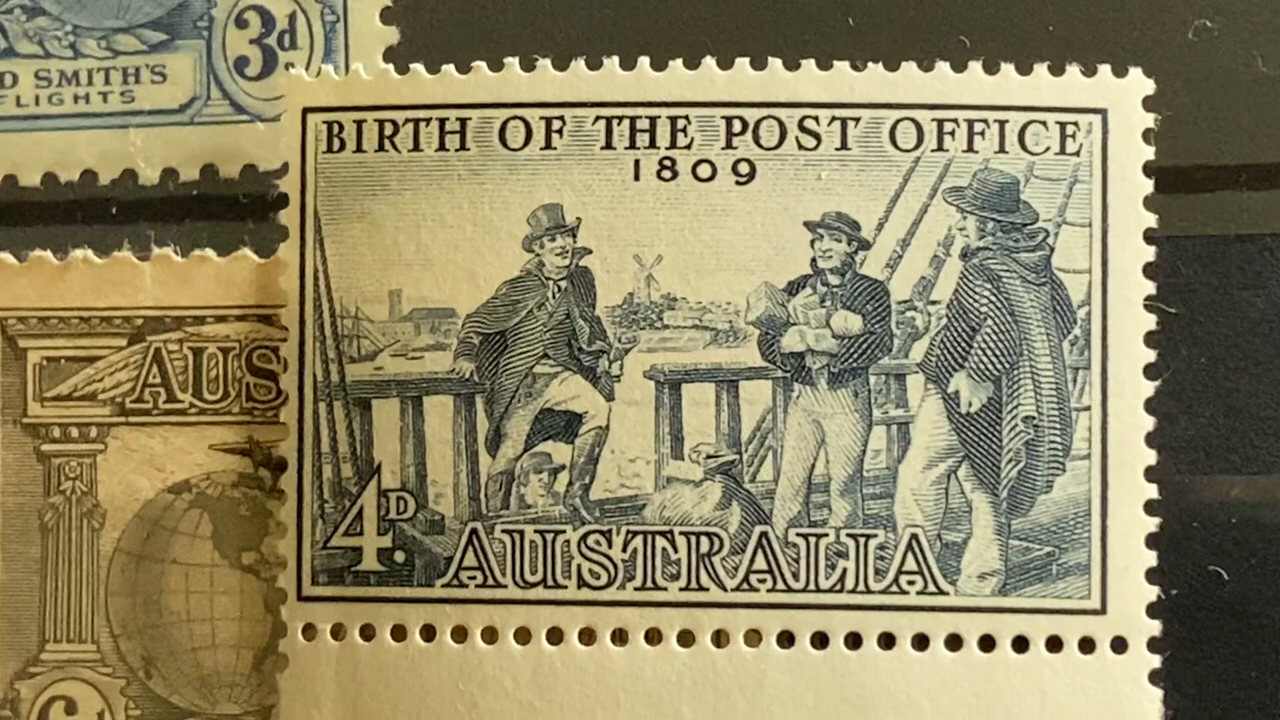 3d
D SMITH'S
FLIGHTS
BIRTH OF THE POST OFFICE
1809
AUS
4D.
AUSTRALIA